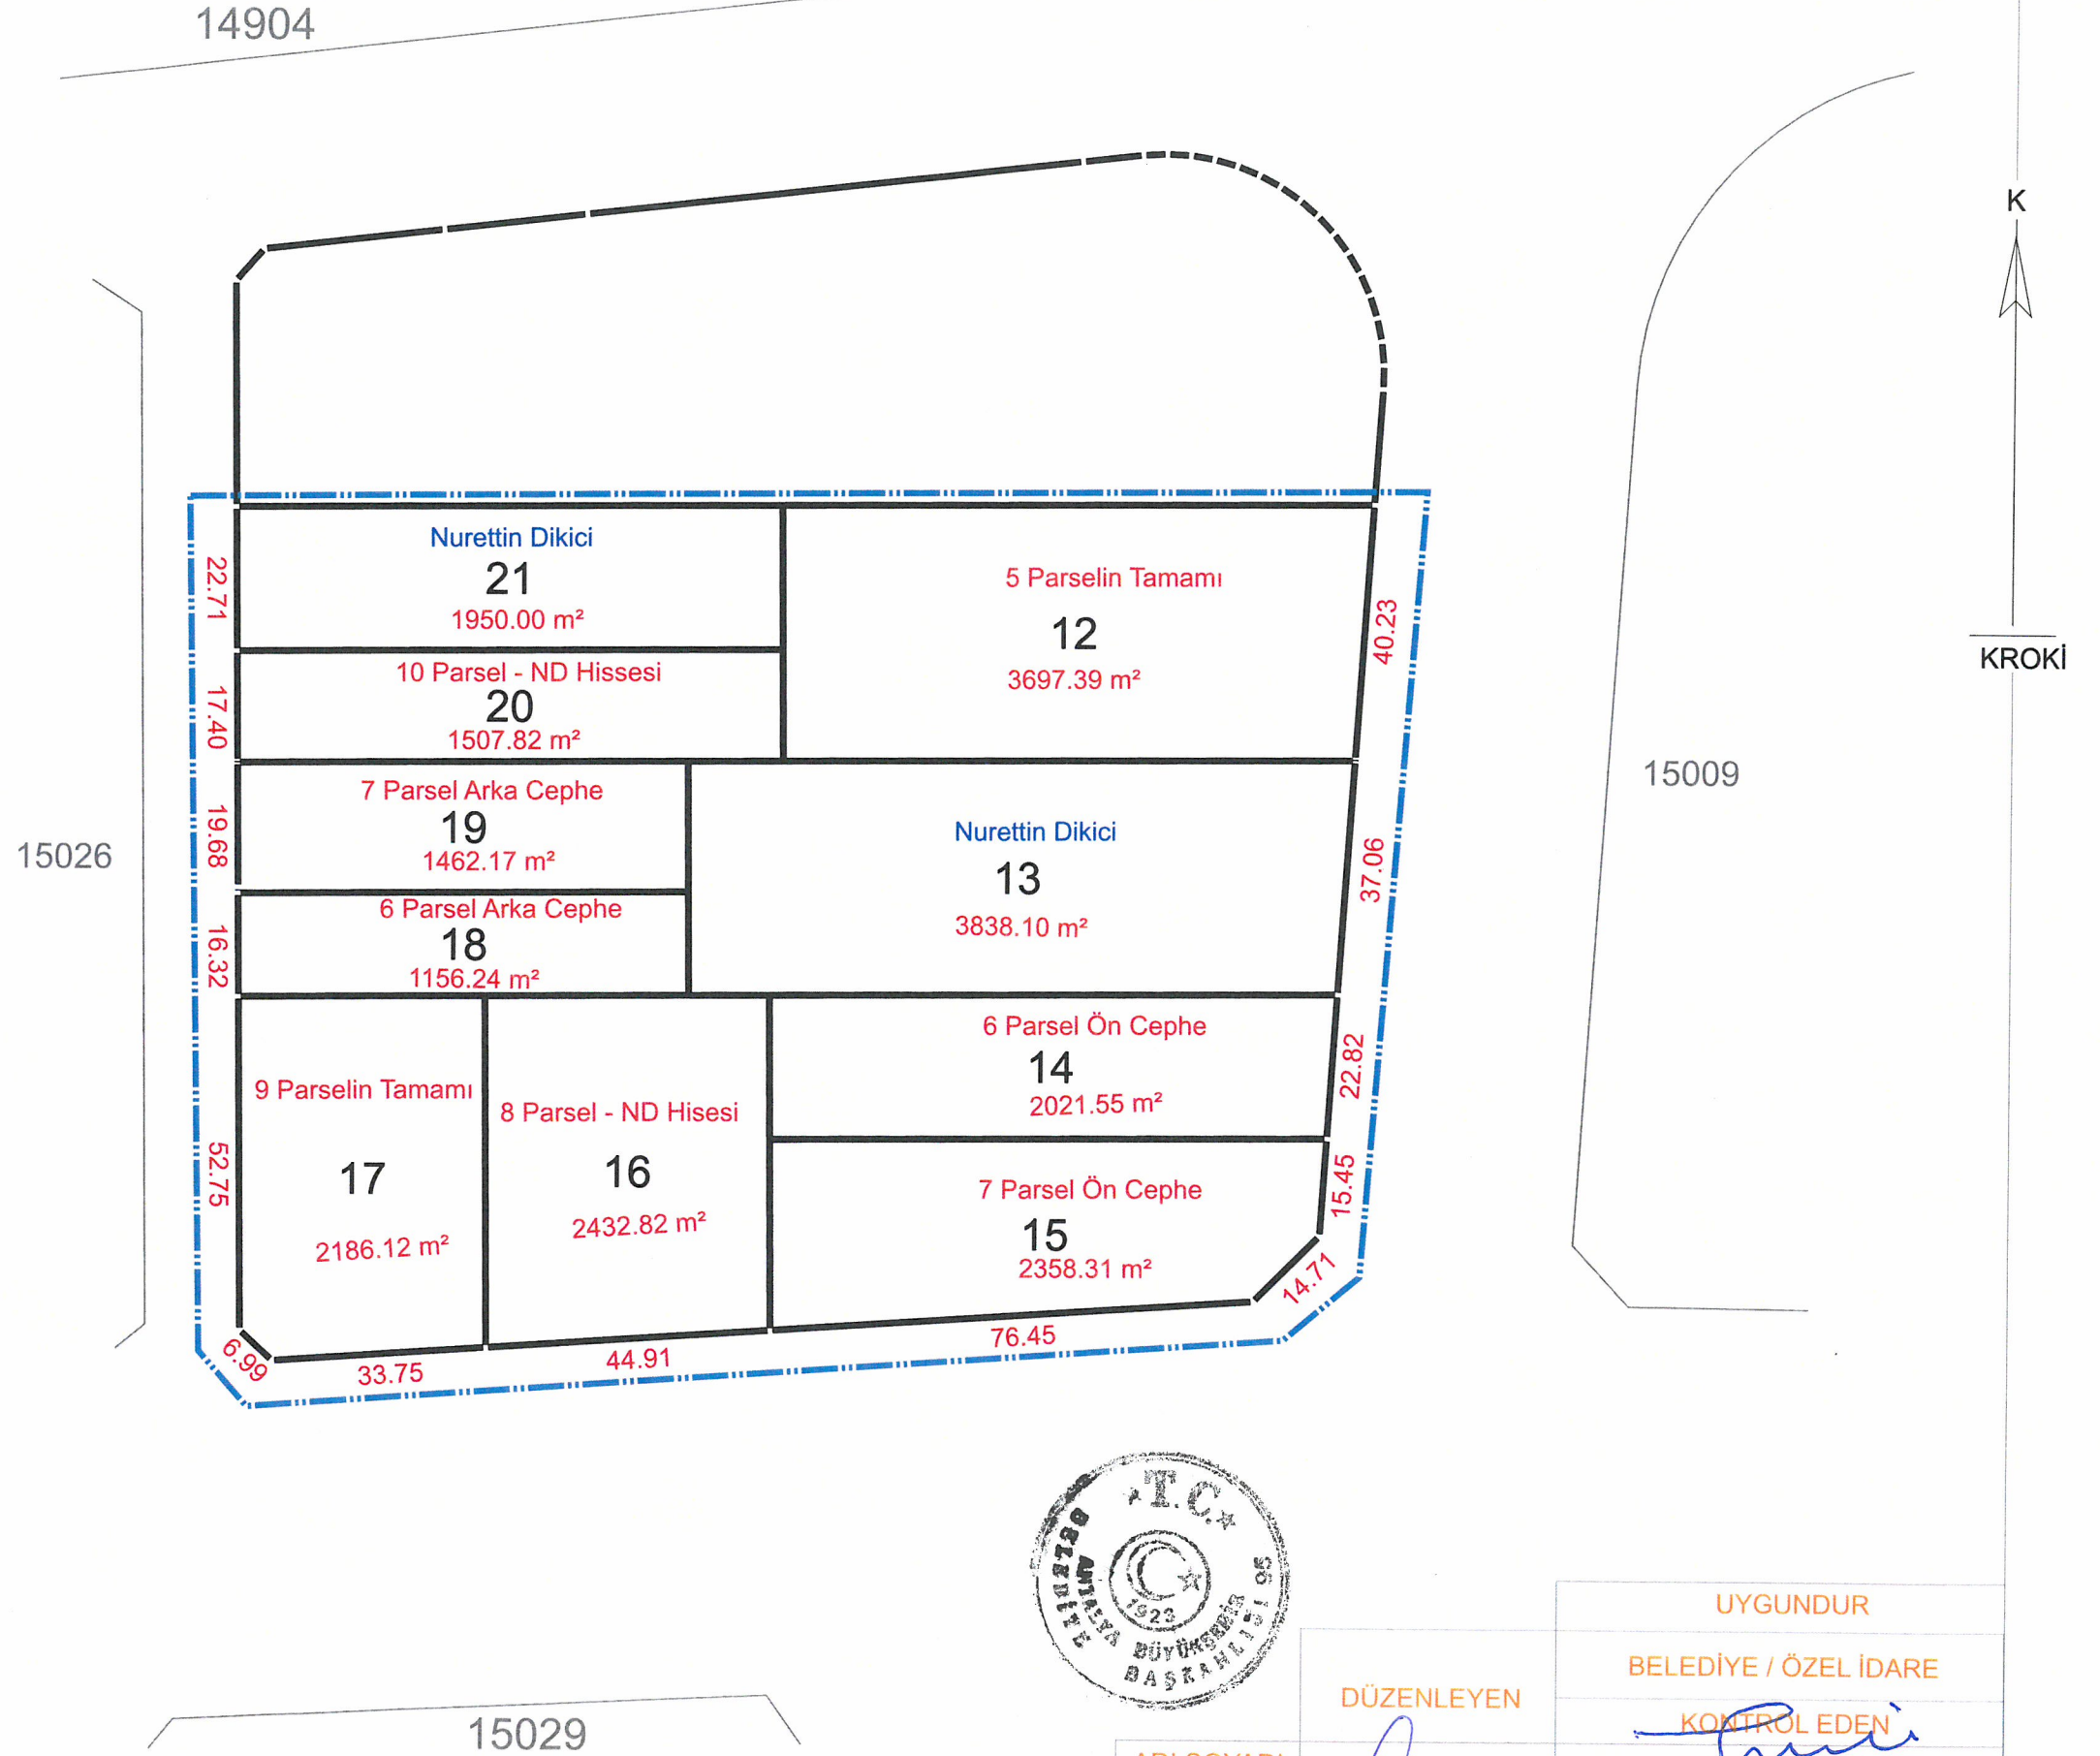 14904
K
KROKİ
Nurettin Dikici
21
1950.00 m²
5 Parselin Tamamı
12
3697.39 m²
22.71
40.23
10 Parsel - ND Hissesi
20
1507.82 m²
17.40
15009
7 Parsel Arka Cephe
19
1462.17 m²
19.68
Nurettin Dikici
13
3838.10 m²
37.06
15026
6 Parsel Arka Cephe
18
1156.24 m²
16.32
6 Parsel Ön Cephe
14
2021.55 m²
22.82
9 Parselin Tamamı
17
2186.12 m²
52.75
8 Parsel - ND Hisesi
16
2432.82 m²
7 Parsel Ön Cephe
15
2358.31 m²
15.45
14.71
6.99
33.75
44.91
76.45
T.C.
1923
ANTALYA BÜYÜKŞEHİR
BELEDİYE BAŞKANLIĞI
UYGUNDUR
BELEDİYE / ÖZEL İDARE
DÜZENLEYEN
KONTROL EDEN
15029